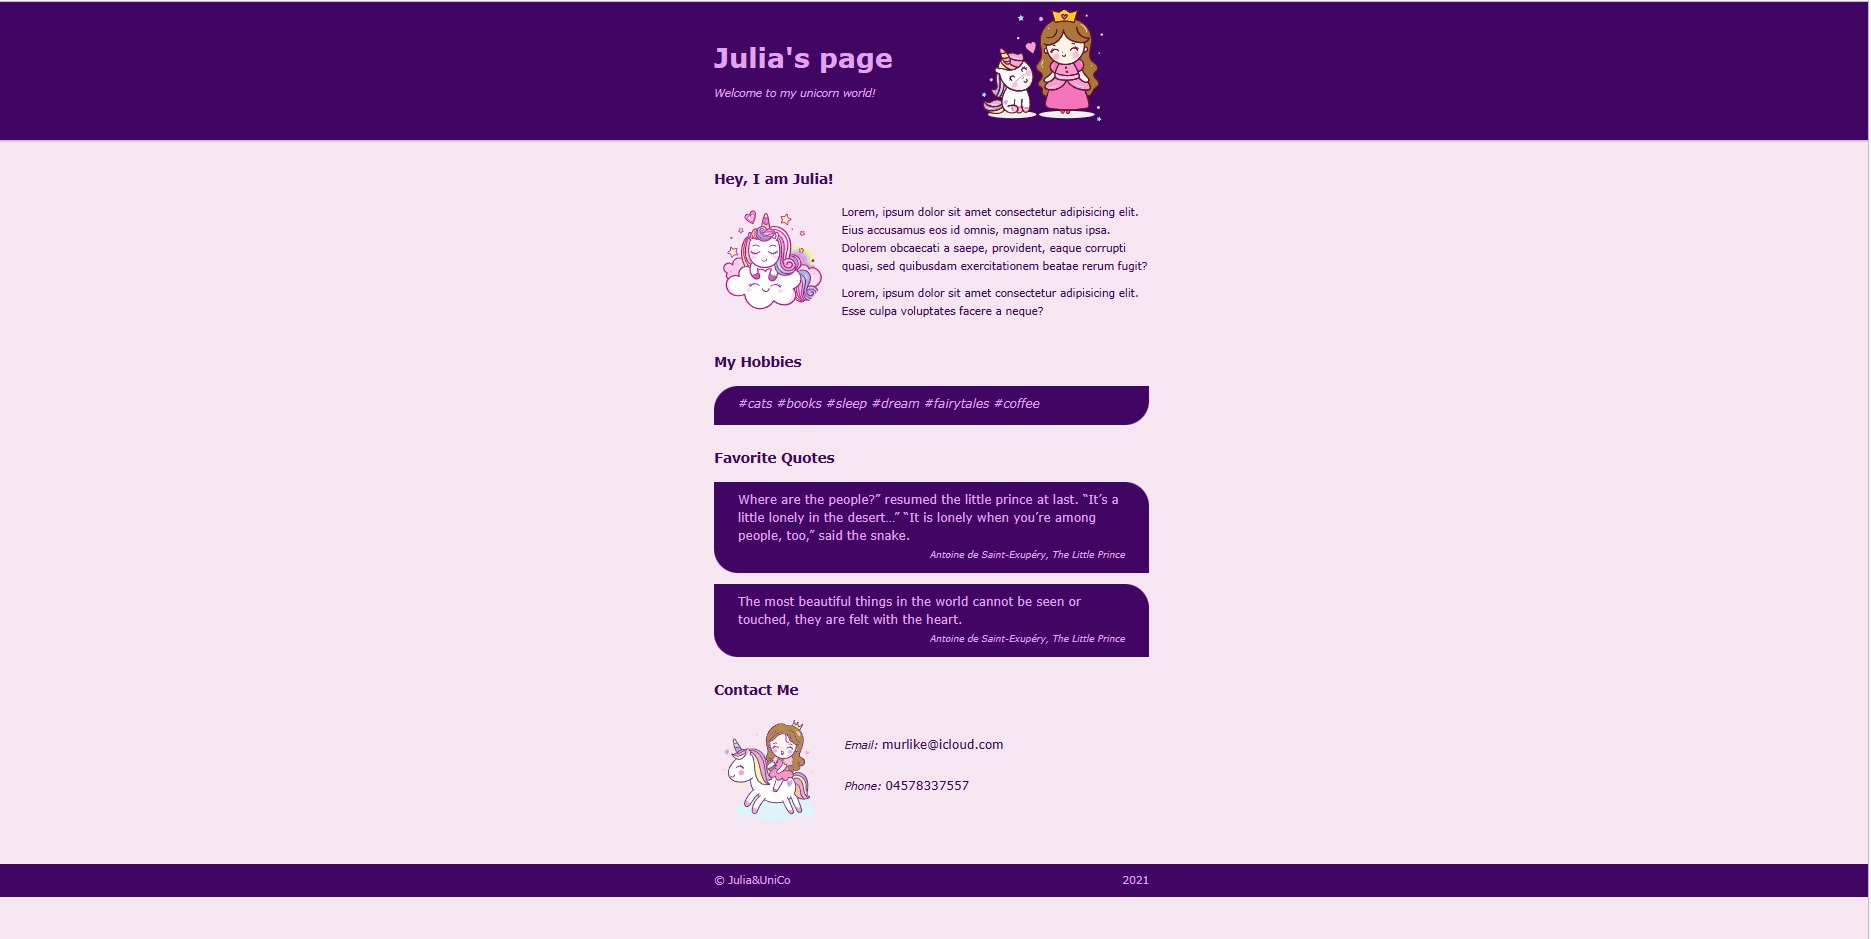 Julia's page
Welcome to my unicorn world!
Hey, I am Julia!
Lorem, ipsum dolor sit amet consectetur adipisicing elit.
Eius accusamus eos id omnis, magnam natus ipsa.
Dolorem obcaecati a saepe, provident, eaque corrupti
quasi, sed quibusdam exercitationem beatae rerum fugit?
Lorem, ipsum dolor sit amet consectetur adipisicing elit.
Esse culpa voluptates facere a neque?
My Hobbies
#cats #books #sleep #dream #fairytales #coffee
Favorite Quotes
Where are the people?” resumed the little prince at last. “It’s a
little lonely in the desert…” “It is lonely when you’re among
people, too,” said the snake.
Antoine de Saint-Exupéry, The Little Prince
The most beautiful things in the world cannot be seen or
touched, they are felt with the heart.
Antoine de Saint-Exupéry, The Little Prince
Contact Me
Email: murlike@icloud.com
Phone: 04578337557
© Julia&UniCo
2021